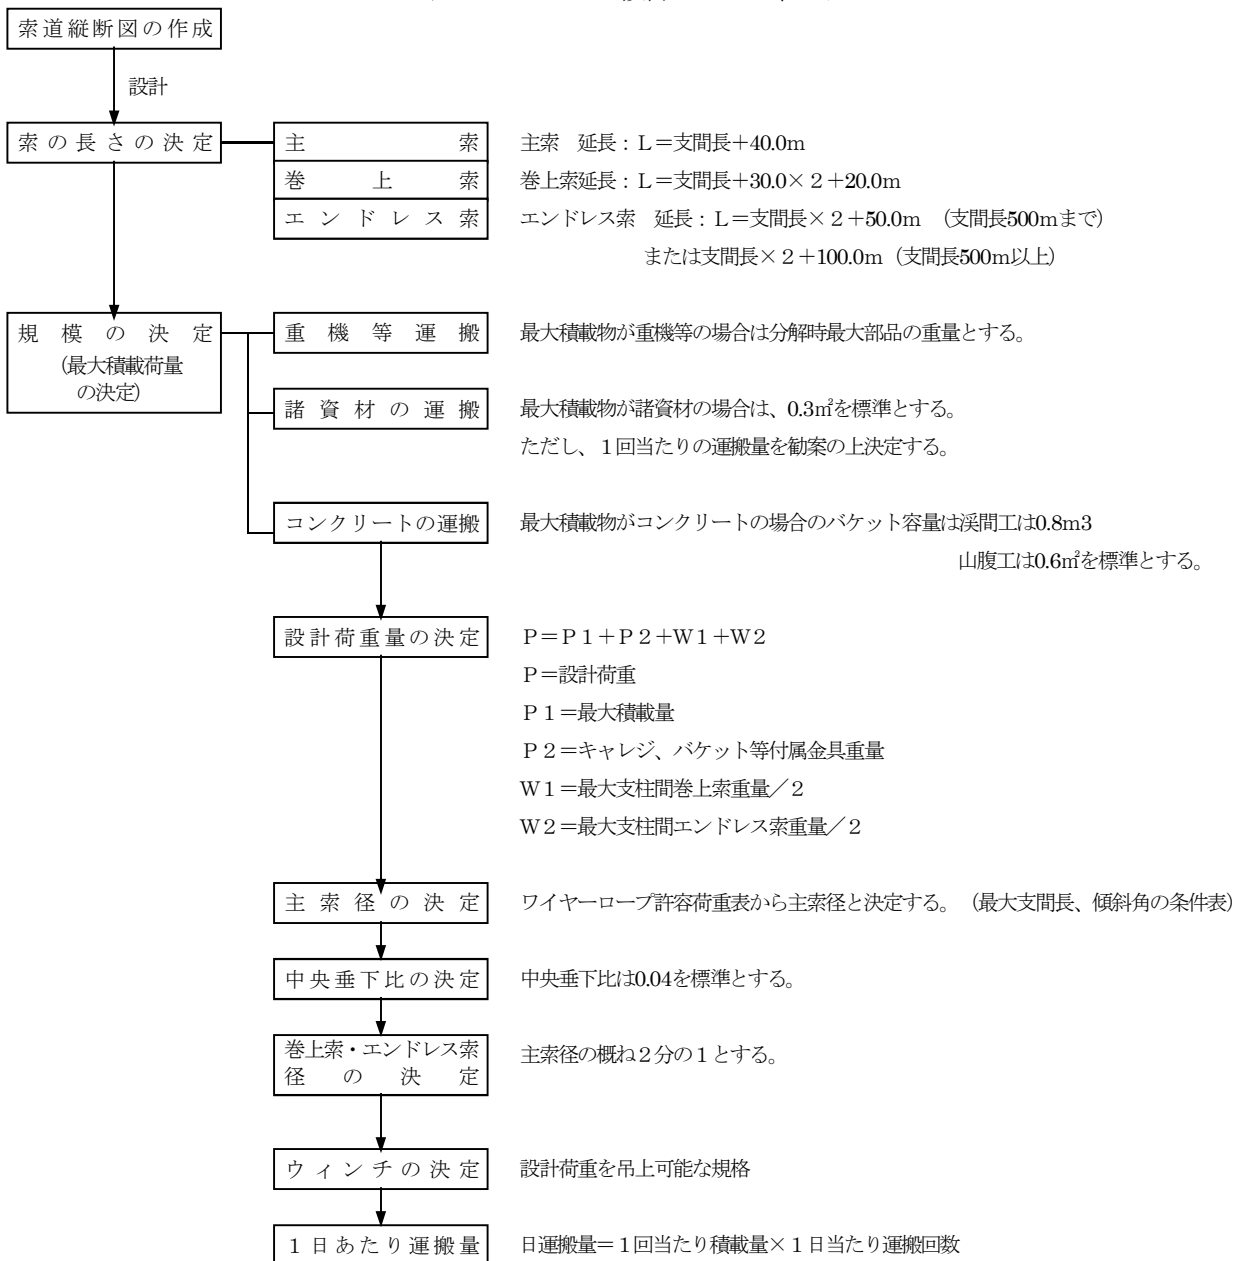 索道縦断図の作成
設計
索の長さの決定
主索
主索　延長：Ｌ＝支間長＋40.0m
巻上索
巻上索延長：Ｌ＝支間長＋30.0×２＋20.0m
エンドレス索
エンドレス索　延長：Ｌ＝支間長×２＋50.0m　（支間長500mまで）
または支間長×２＋100.0m（支間長500m以上）
規模の決定
(最大積載荷量
の決定)
重機等運搬
最大積載物が重機等の場合は分解時最大部品の重量とする。
諸資材の運搬
最大積載物が諸資材の場合は、0.3㎥を標準とする。
ただし、１回当たりの運搬量を勘案の上決定する。
コンクリートの運搬
最大積載物がコンクリートの場合のバケット容量は渓間工は0.8m3
山腹工は0.6㎥を標準とする。
設計荷重量の決定
Ｐ＝Ｐ１＋Ｐ２＋Ｗ１＋Ｗ２
Ｐ＝設計荷重
Ｐ１＝最大積載量
Ｐ２＝キャレジ、バケット等付属金具重量
Ｗ１＝最大支柱間巻上索重量／２
Ｗ２＝最大支柱間エンドレス索重量／２
主索径の決定
ワイヤーロープ許容荷重表から主索径と決定する。（最大支間長、傾斜角の条件表）
中央垂下比の決定
中央垂下比は0.04を標準とする。
巻上索・エンドレス索
径の決定
主索径の概ね２分の１とする。
ウィンチの決定
設計荷重を吊上可能な規格
１日あたり運搬量
日運搬量＝１回当たり積載量×１日当たり運搬回数